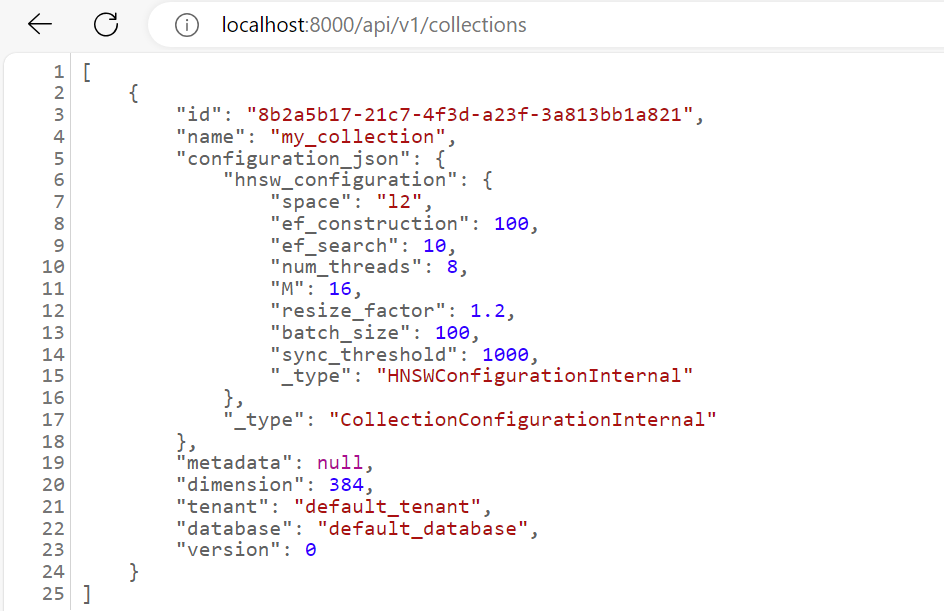 localhost:8000/api/v1/collections
1 [
2     {
3         "id": "8b2a5b17-21c7-4f3d-a23f-3a813bb1a821",
4         "name": "my_collection",
5         "configuration_json": {
6             "hnsw_configuration": {
7                 "space": "l2",
8                 "ef_construction": 100,
9                 "ef_search": 10,
10                 "num_threads": 8,
11                 "M": 16,
12                 "resize_factor": 1.2,
13                 "batch_size": 100,
14                 "sync_threshold": 1000,
15                 "_type": "HNSWConfigurationInternal"
16             },
17             "_type": "CollectionConfigurationInternal"
18         },
19         "metadata": null,
20         "dimension": 384,
21         "tenant": "default_tenant",
22         "database": "default_database",
23         "version": 0
24     }
25 ]